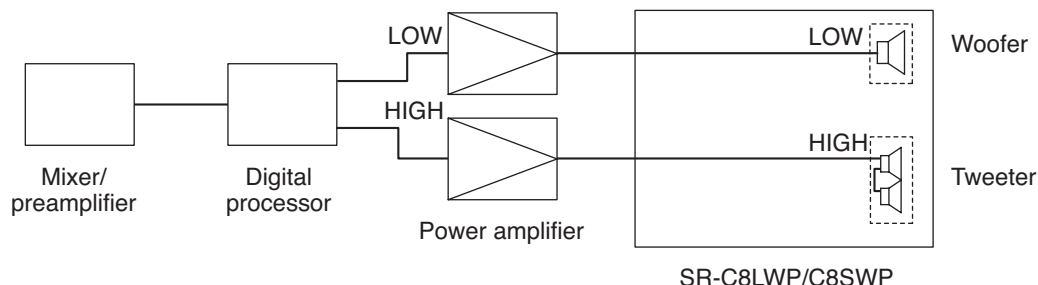 LOW
LOW
Woofer
HIGH
HIGH
Mixer/
preamplifier
Digital
processor
Tweeter
Power amplifier
SR-C8LWP/C8SWP